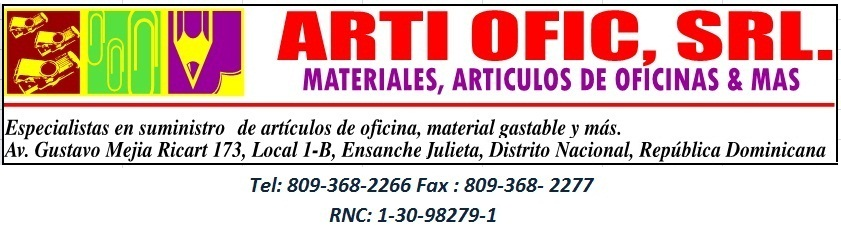 ARTI OFIC, SRL.
MATERIALES, ARTICULOS DE OFICINAS & MAS
Especialistas en suministro de artículos de oficina, material gastable y más.
Av. Gustavo Mejia Ricart 173, Local 1-B, Ensanche Julieta, Distrito Nacional, República Dominicana
Tel: 809-368-2266 Fax : 809-368- 2277
RNC: 1-30-98279-1